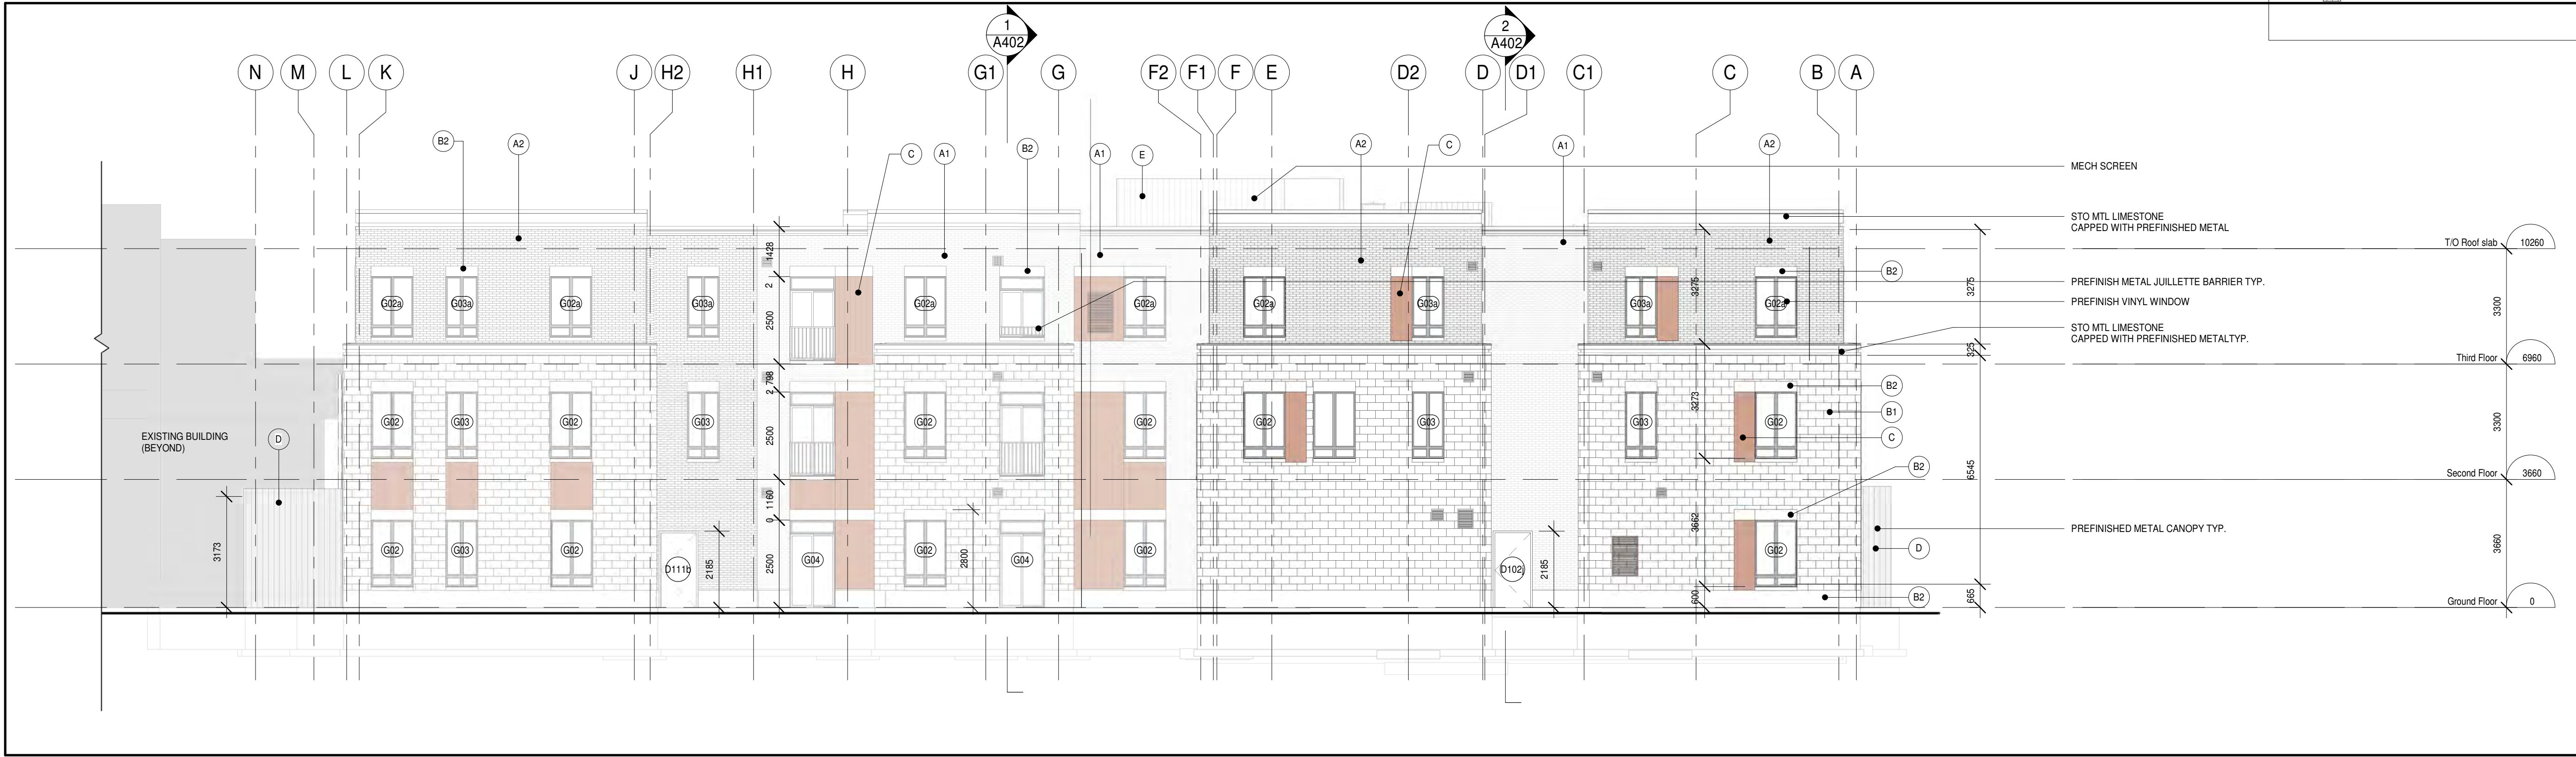 1
A402
2
A402
N
M
L
K
J
H2
H1
H
G1
G
F2
F1
F
E
D2
D
D1
C1
C
B
A
B2
A2
C
A1
B2
A1
E
A2
C
A1
A2
MECH SCREEN
STO MTL LIMESTONE
CAPPED WITH PREFINISHED METAL
T/O Roof slab
10260
1428
B2
3275
3275
PREFINISH METAL JUILLETTE BARRIER TYP.
2
G02a
G03a
G02a
G03a
G02a
G02a
G02a
G03a
G03a
G02a
PREFINISH VINYL WINDOW
3300
2500
STO MTL LIMESTONE
CAPPED WITH PREFINISHED METALTYP.
325
Third Floor
6960
798
2
B2
3273
B1
G02
G03
G02
G03
G02
G02
G02
G03
G03
G02
3300
EXISTING BUILDING
(BEYOND)
D
2500
C
B2
6545
Second Floor
3660
1160
0
3662
PREFINISHED METAL CANOPY TYP.
3173
G02
G03
G02
G04
G02
G04
G02
G02
D
3660
D111b
2185
2500
2800
D102j
2185
600
665
B2
Ground Floor
0